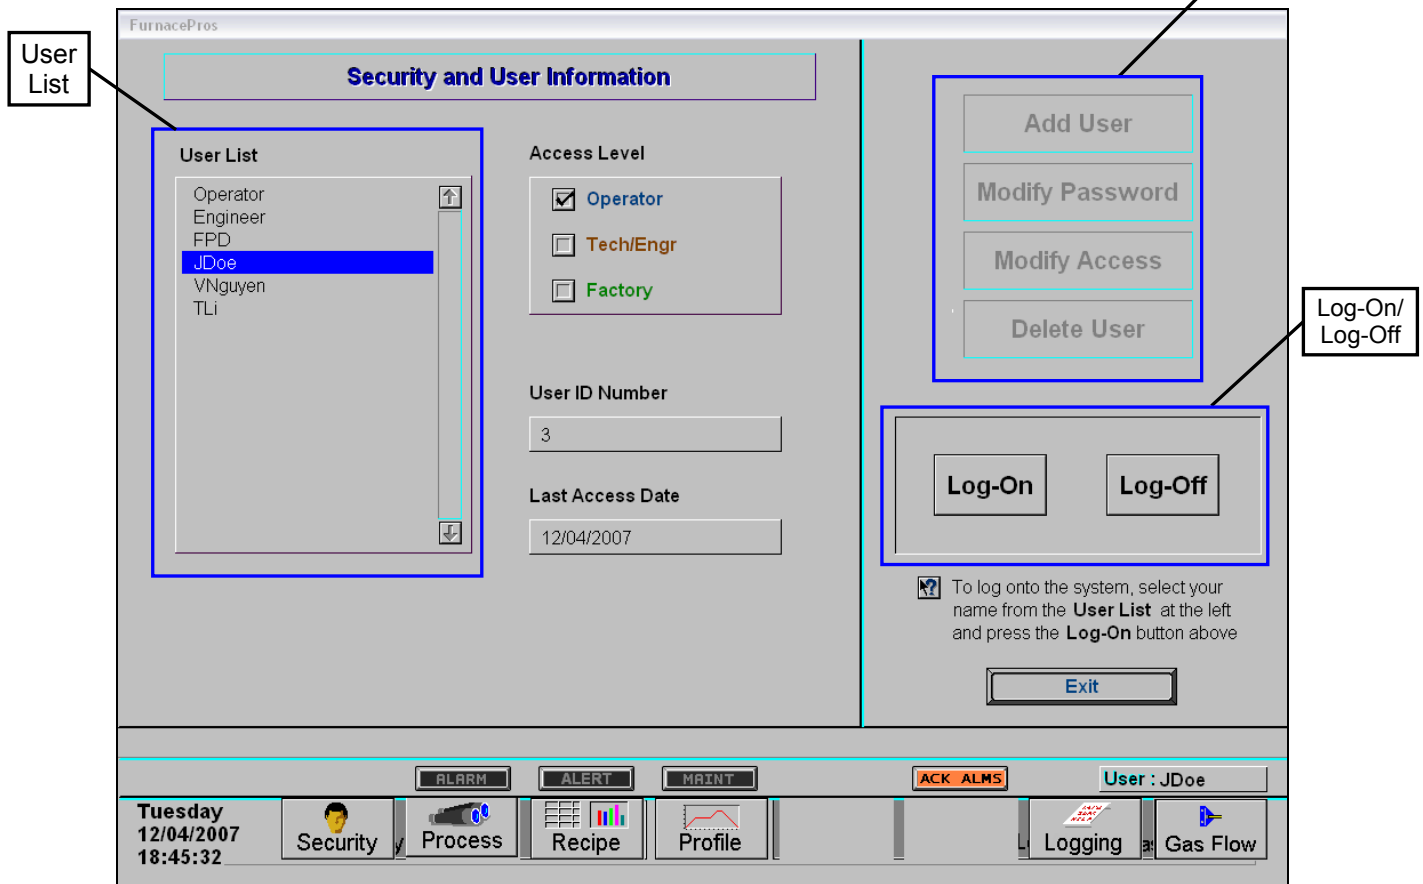 FurnacePros
User
List
Security and User Information
User List
Operator
Engineer
FPD
JDoe
VNguyen
TLi
Access Level
Operator
Tech/Engr
Factory
User ID Number
3
Last Access Date
12/04/2007
Add User
Modify Password
Modify Access
Delete User
Log-On/
Log-Off
Log-On
Log-Off
To log onto the system, select your
name from the User List at the left
and press the Log-On button above
Exit
ALARM
ALERT
MAINT
ACK ALMS
User : JDoe
Tuesday
12/04/2007
18:45:32
Security
Process
Recipe
Profile
Logging
Gas Flow